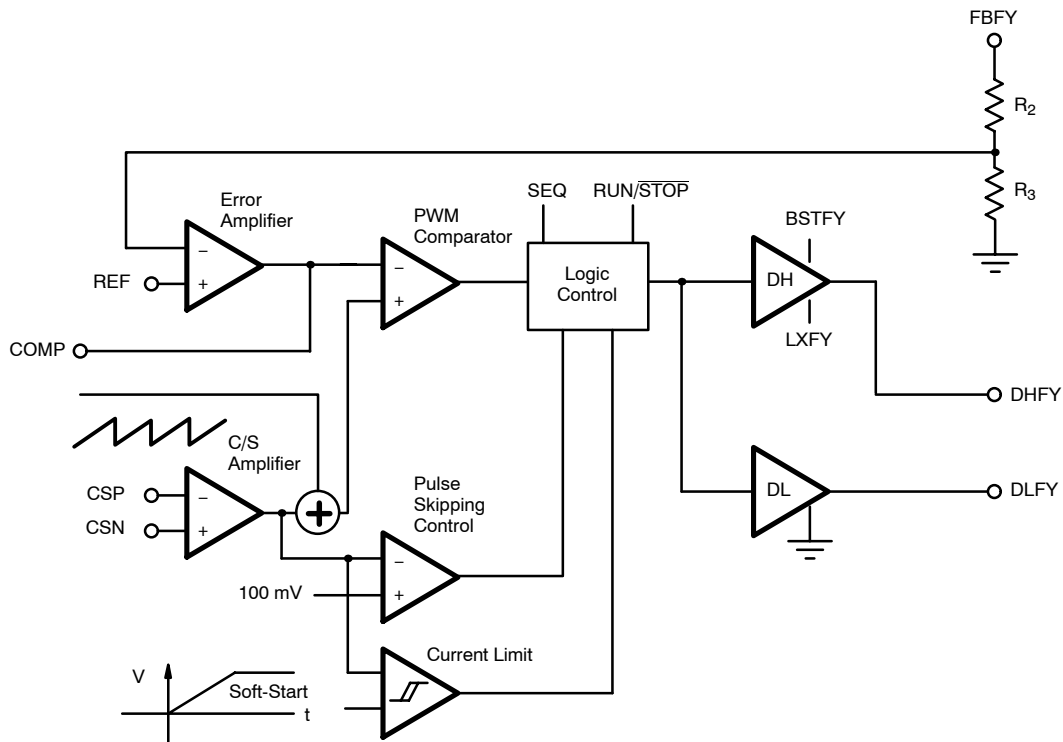 FBFY
R2
R3
Error
Amplifier
PWM
Comparator
SEQ
RUN/STOP
BSTFY
−
+
REF
−
+
Logic
Control
DH
LXFY
COMP
DHFY
C/S
Amplifier
CSP
−
CSN
+
+
Pulse
Skipping
Control
DL
DLFY
−
100 mV
+
Current Limit
V
Soft-Start
t